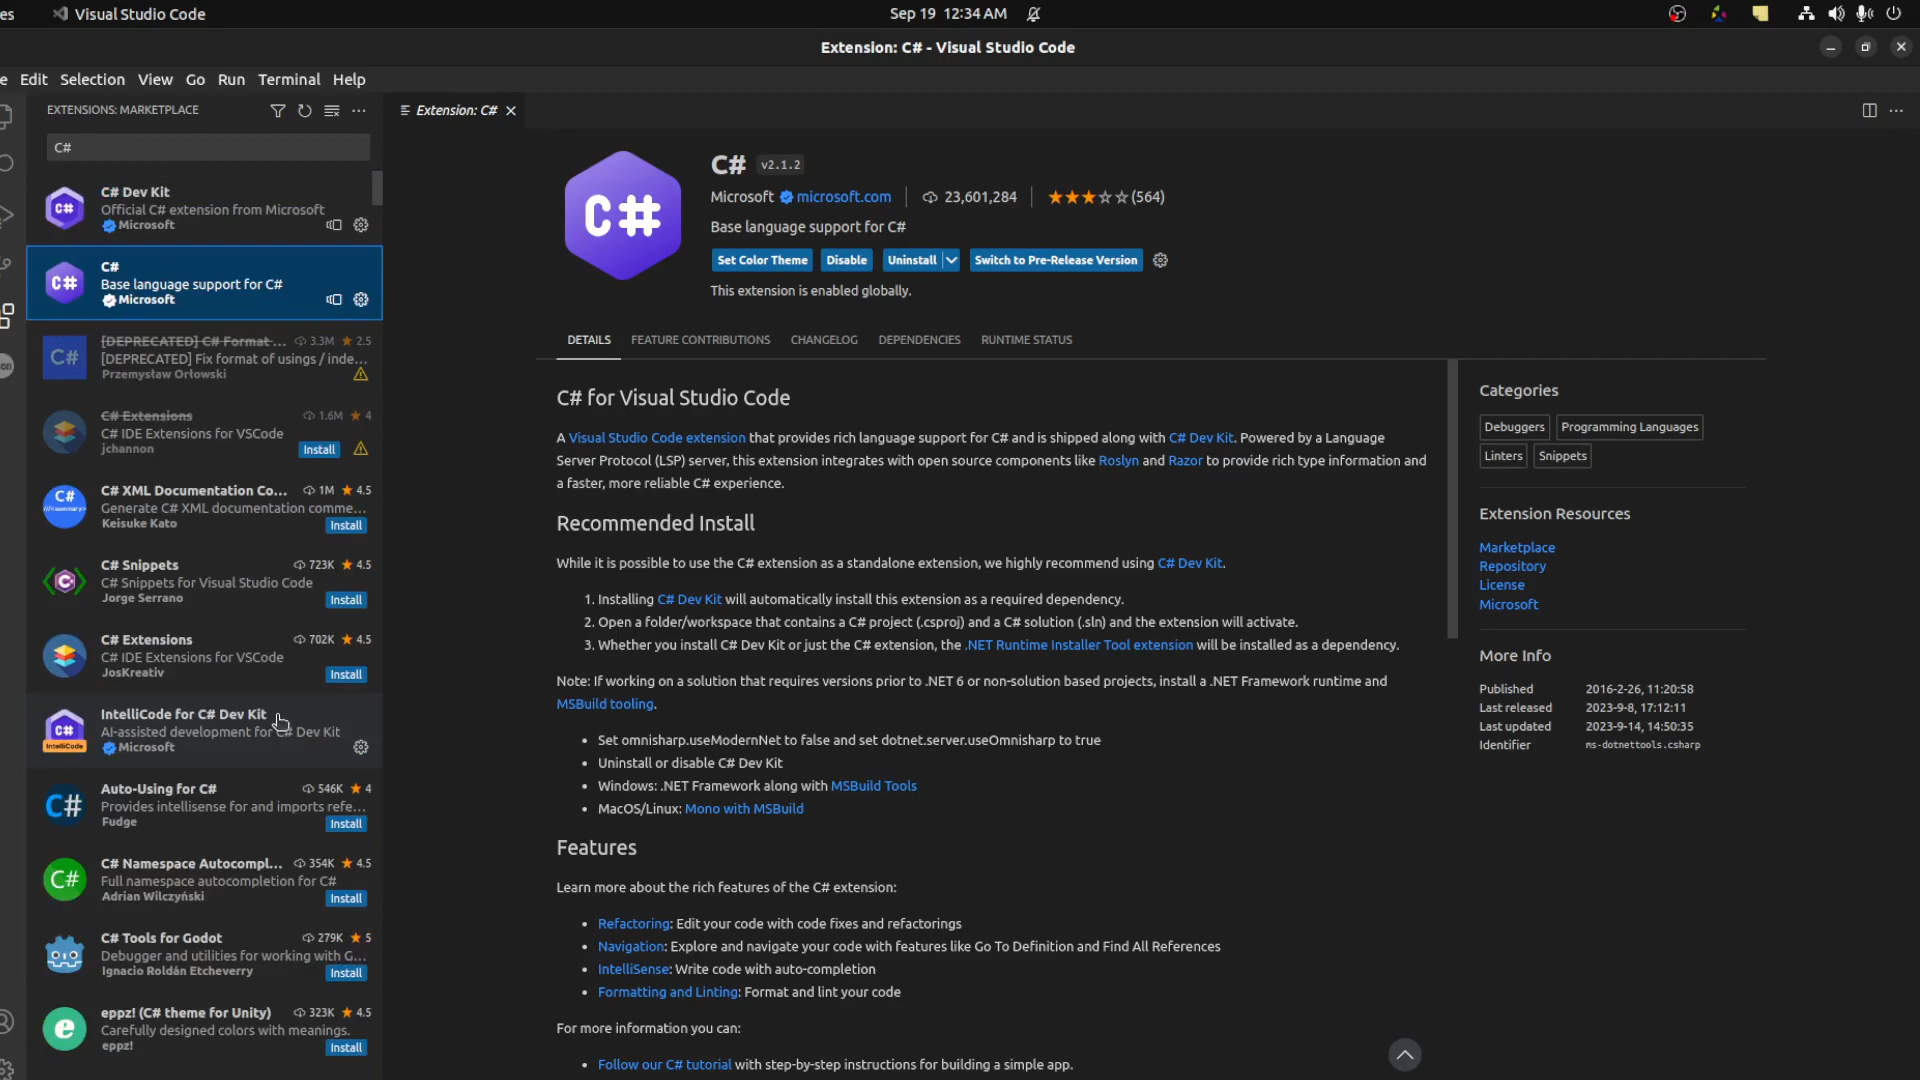 es
Visual Studio Code
Sep 19 12:34 AM
Extension: C# - Visual Studio Code
e Edit Selection View Go Run Terminal Help
EXTENSIONS: MARKETPLACE
Extension: C#
C#
C# Dev Kit
Official C# extension from Microsoft
Microsoft
C#
Base language support for C#
Microsoft
[DEPRECATED] C# Format ... 3.3M 2.5
[DEPRECATED] Fix format of usings / inde...
Przemysław Orłowski
C# Extensions 1.6M 4
C# IDE Extensions for VSCode
jchannon
Install
C# XML Documentation Co... 1M 4.5
Generate C# XML documentation comme...
Keisuke Kato
Install
C# Snippets 723K 4.5
C# Snippets for Visual Studio Code
Jorge Serrano
Install
C# Extensions 702K 4.5
C# IDE Extensions for VSCode
JosKreativ
Install
IntelliCode for C# Dev Kit
AI-assisted development for C# Dev Kit
Microsoft
IntelliCode
Auto-Using for C# 546K 4
Provides intellisense for and imports refe...
Fudge
Install
C# Namespace Autocompl... 354K 4.5
Full namespace autocompletion for C#
Adrian Wilczyński
Install
C# Tools for Godot 279K 5
Debugger and utilities for working with G...
Ignacio Roldán Etcheverry
Install
eppz! (C# theme for Unity) 323K 4.5
Carefully designed colors with meanings.
eppz!
Install
C#
C# v2.1.2
Microsoft microsoft.com 23,601,284 (564)
Base language support for C#
Set Color Theme Disable Uninstall Switch to Pre-Release Version
This extension is enabled globally.
DETAILS FEATURE CONTRIBUTIONS CHANGELOG DEPENDENCIES RUNTIME STATUS
C# for Visual Studio Code
A Visual Studio Code extension that provides rich language support for C# and is shipped along with C# Dev Kit. Powered by a Language
Server Protocol (LSP) server, this extension integrates with open source components like Roslyn and Razor to provide rich type information and
a faster, more reliable C# experience.
Recommended Install
While it is possible to use the C# extension as a standalone extension, we highly recommend using C# Dev Kit.
1. Installing C# Dev Kit will automatically install this extension as a required dependency.
2. Open a folder/workspace that contains a C# project (.csproj) and a C# solution (.sln) and the extension will activate.
3. Whether you install C# Dev Kit or just the C# extension, the .NET Runtime Installer Tool extension will be installed as a dependency.
Note: If working on a solution that requires versions prior to .NET 6 or non-solution based projects, install a .NET Framework runtime and
MSBuild tooling.
• Set omnisharp.useModernNet to false and set dotnet.server.useOmnisharp to true
• Uninstall or disable C# Dev Kit
• Windows: .NET Framework along with MSBuild Tools
• MacOS/Linux: Mono with MSBuild
Features
Learn more about the rich features of the C# extension:
• Refactoring: Edit your code with code fixes and refactorings
• Navigation: Explore and navigate your code with features like Go To Definition and Find All References
• IntelliSense: Write code with auto-completion
• Formatting and Linting: Format and lint your code
For more information you can:
• Follow our C# tutorial with step-by-step instructions for building a simple app.
Categories
Debuggers Programming Languages
Linters Snippets
Extension Resources
Marketplace
Repository
License
Microsoft
More Info
Published 2016-2-26, 11:20:58
Last released 2023-9-8, 17:12:11
Last updated 2023-9-14, 14:50:35
Identifier ms-dotnettools.csharp